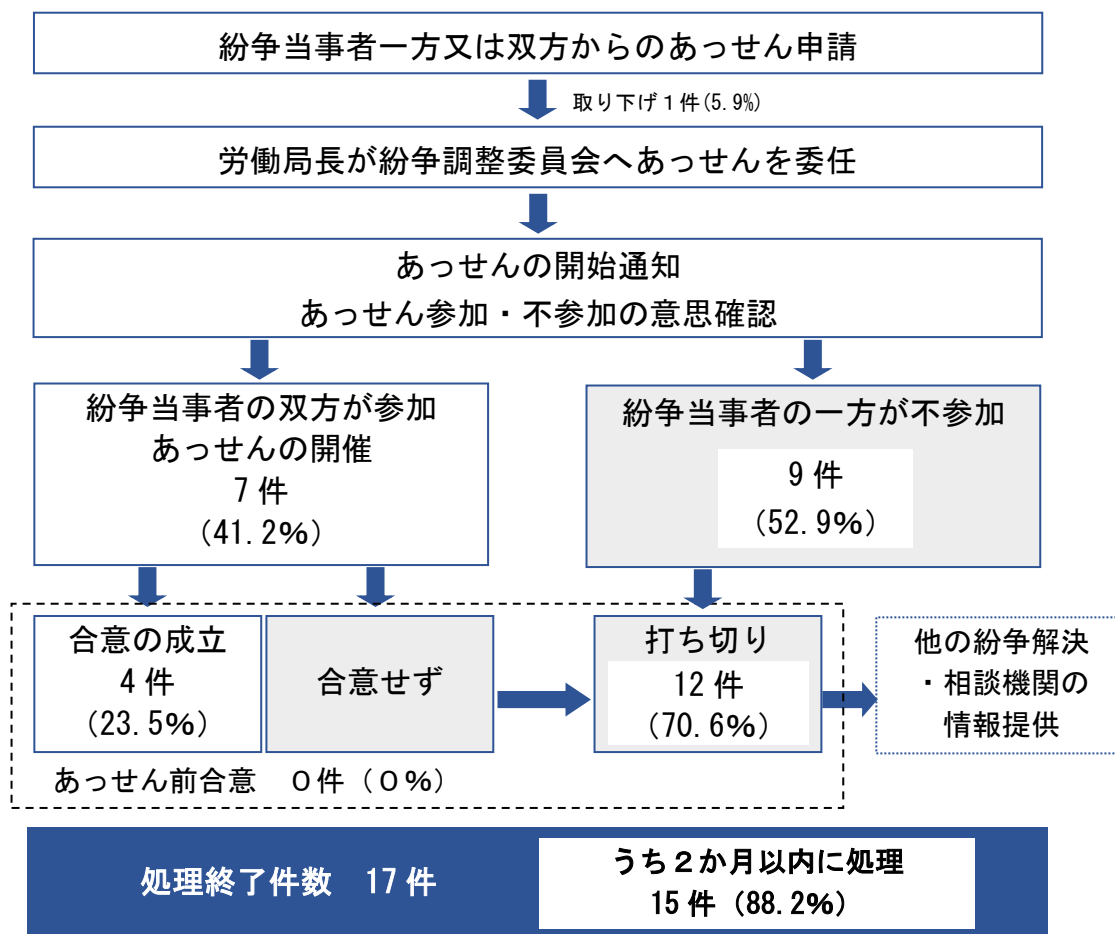 紛争当事者一方又は双方からのあっせん申請
取り下げ１件(5.9%)
労働局長が紛争調整委員会へあっせんを委任
あっせんの開始通知
あっせん参加・不参加の意思確認
紛争当事者の双方が参加
あっせんの開催
7件
(41.2%)
紛争当事者の一方が不参加
9件
(52.9%)
合意の成立
4件
(23.5%)
合意せず
打ち切り
12件
(70.6%)
他の紛争解決
・相談機関の
情報提供
あっせん前合意　０件（０%）
処理終了件数　17件
うち２か月以内に処理
15件（88.2%）